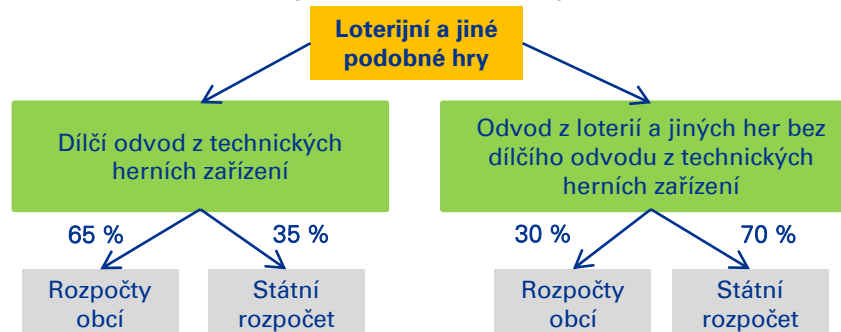 Loterijní a jiné
podobné hry
Dílčí odvod z technických
herních zařízení
Odvod z loterií a jiných her bez
dílčího odvodu z technických
herních zařízení
65 %
35 %
30 %
70 %
Rozpočty
obcí
Státní
rozpočet
Rozpočty
obcí
Státní
rozpočet